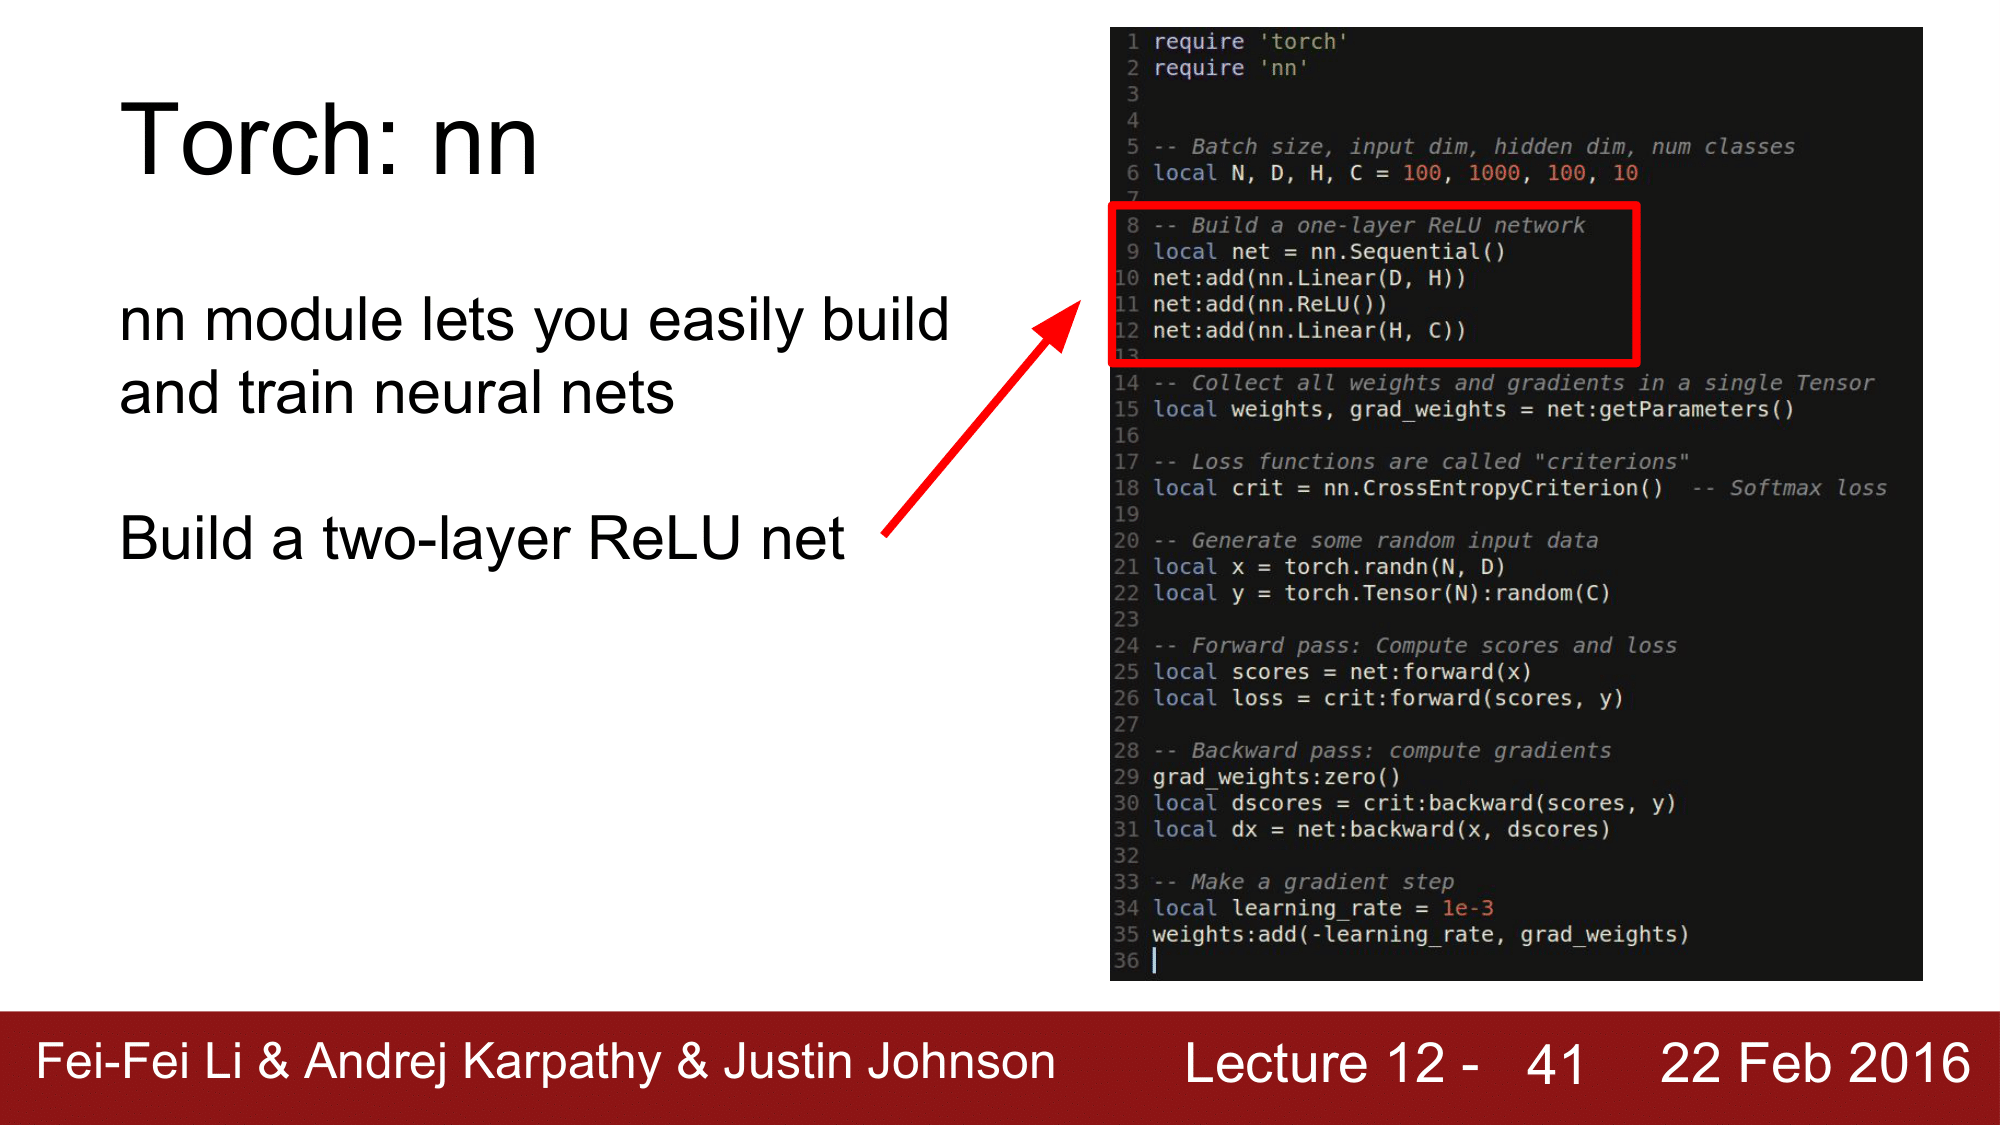 Torch: nn
nn module lets you easily build
and train neural nets
Build a two-layer ReLU net
1 require 'torch'
2 require 'nn'
3
4
5 -- Batch size, input dim, hidden dim, num classes
6 local N, D, H, C = 100, 1000, 100, 10
7
8 -- Build a one-layer ReLU network
9 local net = nn.Sequential()
10 net:add(nn.Linear(D, H))
11 net:add(nn.ReLU())
12 net:add(nn.Linear(H, C))
13
14 -- Collect all weights and gradients in a single Tensor
15 local weights, grad_weights = net:getParameters()
16
17 -- Loss functions are called "criterions"
18 local crit = nn.CrossEntropyCriterion()  -- Softmax loss
19
20 -- Generate some random input data
21 local x = torch.randn(N, D)
22 local y = torch.Tensor(N):random(C)
23
24 -- Forward pass: Compute scores and loss
25 local scores = net:forward(x)
26 local loss = crit:forward(scores, y)
27
28 -- Backward pass: compute gradients
29 grad_weights:zero()
30 local dscores = crit:backward(scores, y)
31 local dx = net:backward(x, dscores)
32
33 -- Make a gradient step
34 local learning_rate = 1e-3
35 weights:add(-learning_rate, grad_weights)
36
Fei-Fei Li & Andrej Karpathy & Justin Johnson Lecture 12 - 41 22 Feb 2016